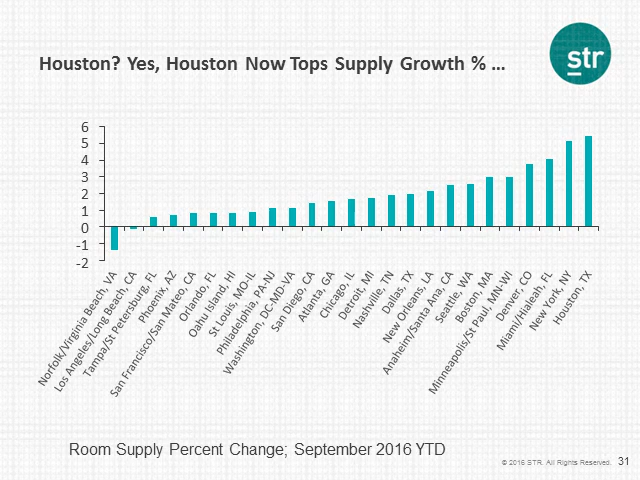 Houston? Yes, Houston Now Tops Supply Growth % ...
str
6
5
4
3
2
1
0
-1
-2
Norfolk/Virginia Beach, VA
Los Angeles/Long Beach, CA
Tampa/St Petersburg, FL
Phoenix, AZ
San Francisco/San Mateo, CA
Orlando, FL
Oahu Island, HI
St Louis, MO-IL
Philadelphia, PA-NJ
Washington, DC-MD-VA
San Diego, CA
Atlanta, GA
Chicago, IL
Detroit, MI
Nashville, TN
Dallas, TX
New Orleans, LA
Anaheim/Santa Ana, CA
Seattle, WA
Boston, MA
Minneapolis/St Paul, MN-WI
Denver, CO
Miami/Hialeah, FL
New York, NY
Houston, TX
Room Supply Percent Change; September 2016 YTD
© 2016 STR. All Rights Reserved. 31